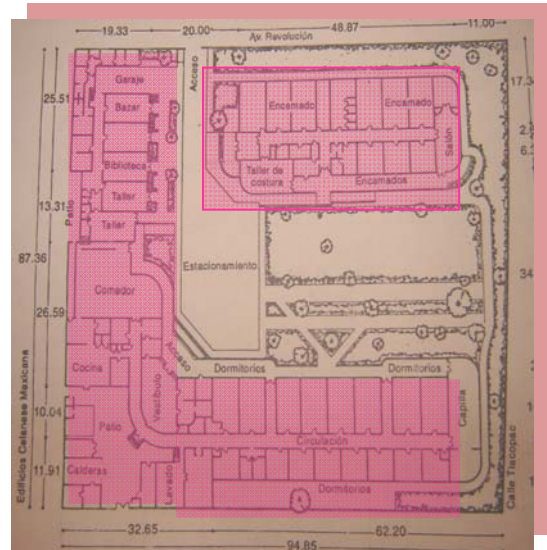 19.33
20.00
48.87
11.00
Av. Revolución
Acceso
Garaje
Bazar
Biblioteca
Taller
Taller
Encamado
Encamado
Salón
Taller de
costura
Encamados
25.51
13.31
87.36
26.59
10.04
11.91
Patio
Comedor
Estacionamiento
Cocina
Patio
Calderas
Acceso
Vestíbulo
Lavado
Dormitorios
Dormitorios
Capilla
Circulación
Dormitorios
Edificios Celanese Mexicana
Calle Tlacopac
32.65
62.20
94.85